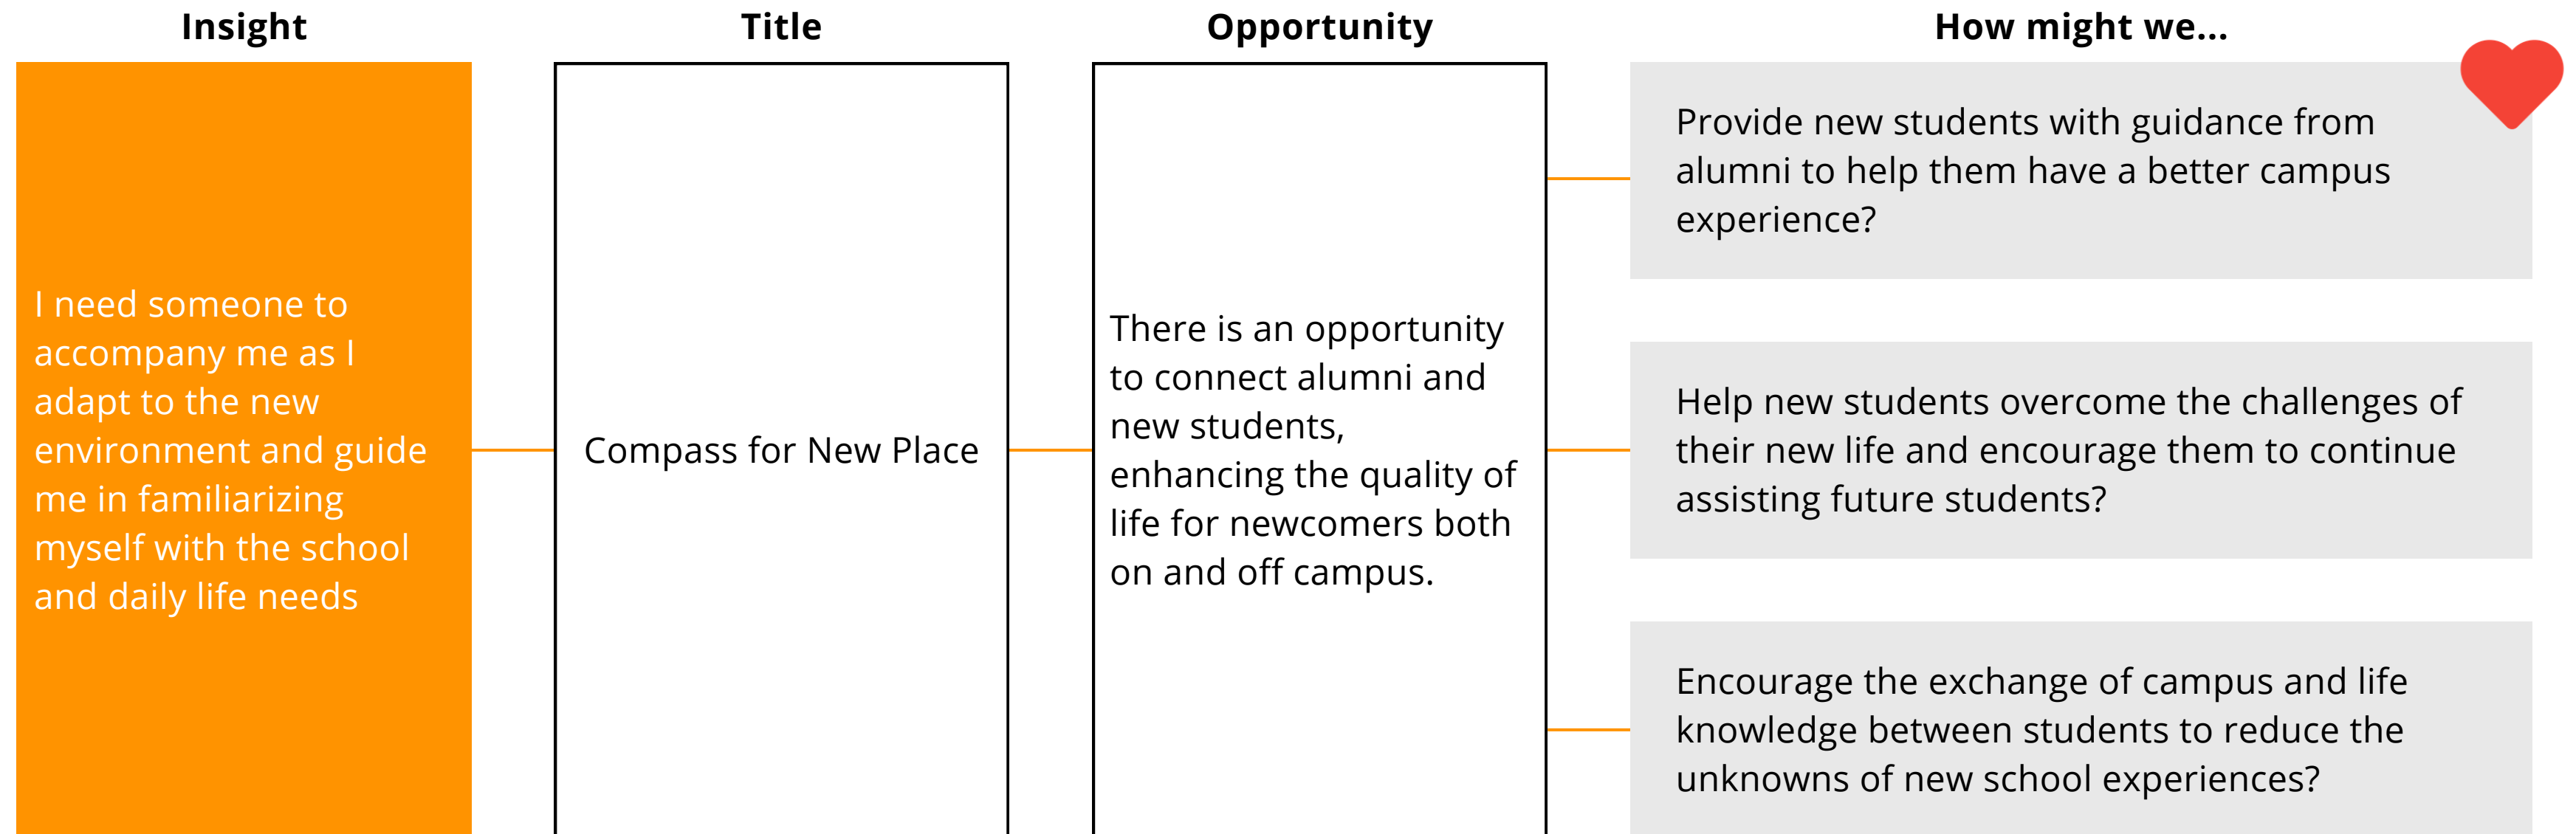 Insight
Title
Opportunity
How might we...
I need someone to
accompany me as I
adapt to the new
environment and guide
me in familiarizing
myself with the school
and daily life needs
Compass for New Place
There is an opportunity
to connect alumni and
new students,
enhancing the quality of
life for newcomers both
on and off campus.
Provide new students with guidance from
alumni to help them have a better campus
experience?
Help new students overcome the challenges of
their new life and encourage them to continue
assisting future students?
Encourage the exchange of campus and life
knowledge between students to reduce the
unknowns of new school experiences?